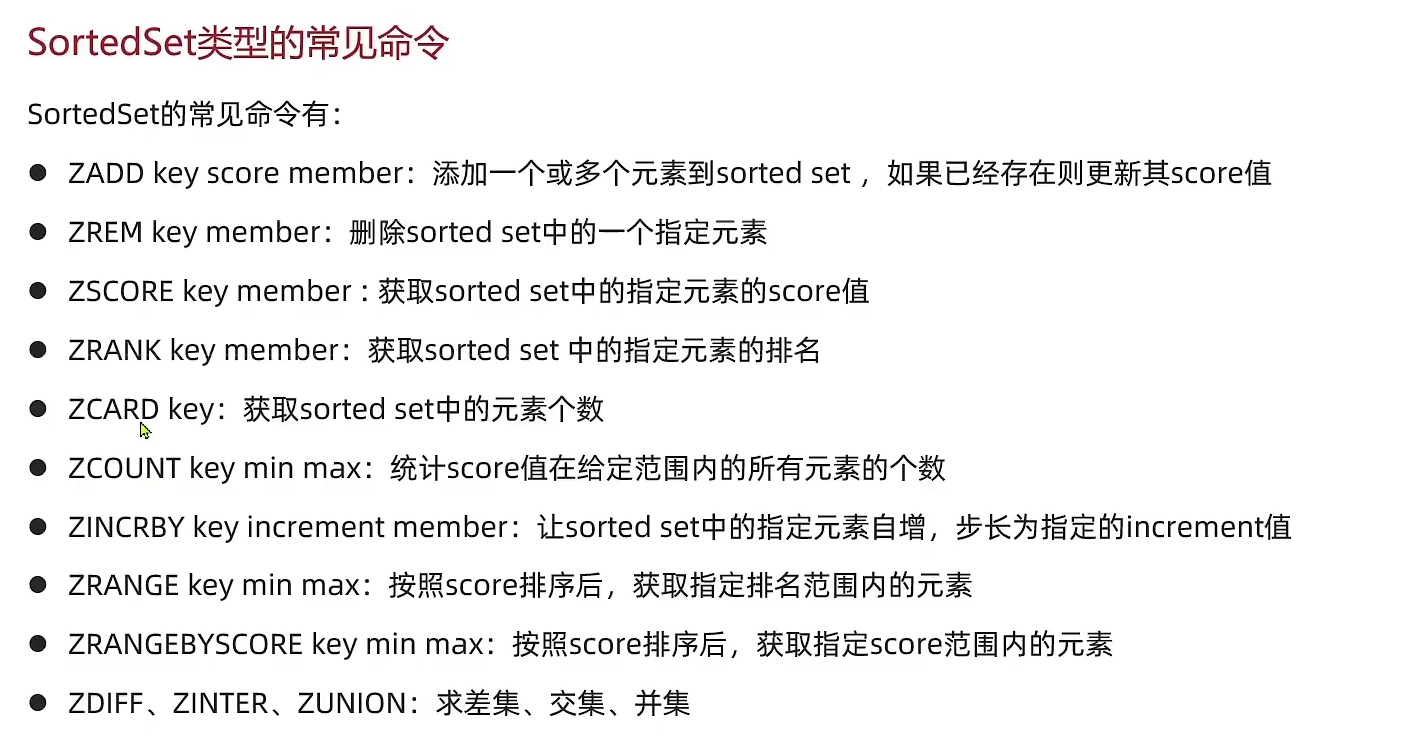 SortedSet类型的常见命令
SortedSet的常见命令有：
● ZADD key score member：添加一个或多个元素到sorted set ，如果已经存在则更新其score值
● ZREM key member：删除sorted set中的一个指定元素
● ZSCORE key member : 获取sorted set中的指定元素的score值
● ZRANK key member：获取sorted set 中的指定元素的排名
● ZCARD key：获取sorted set中的元素个数
● ZCOUNT key min max：统计score值在给定范围内的所有元素的个数
● ZINCRBY key increment member：让sorted set中的指定元素自增，步长为指定的increment值
● ZRANGE key min max：按照score排序后，获取指定排名范围内的元素
● ZRANGEBYSCORE key min max：按照score排序后，获取指定score范围内的元素
● ZDIFF、ZINTER、ZUNION：求差集、交集、并集